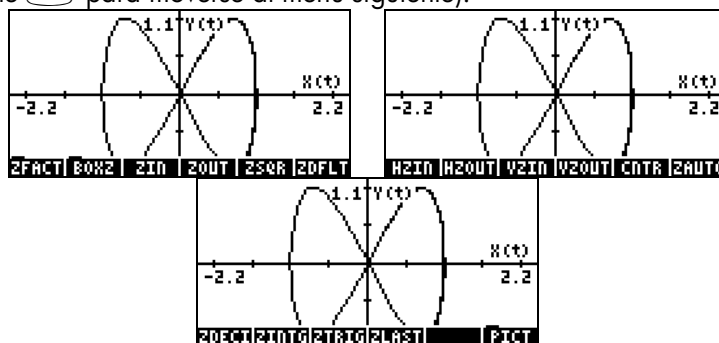 para moverse al menú siguiente).
1.1 Y(t)
X(t)
-2.2 2.2
ZFACT BOXZ ZIN ZOUT ZSQR ZDFLT
1.1 Y(t)
X(t)
-2.2 2.2
HZIN HZOUT VZIN VZOUT CNTR ZAUTO
1.1 Y(t)
X(t)
-2.2 2.2
ZDECI ZINTG ZTRIG ZLAST PICT